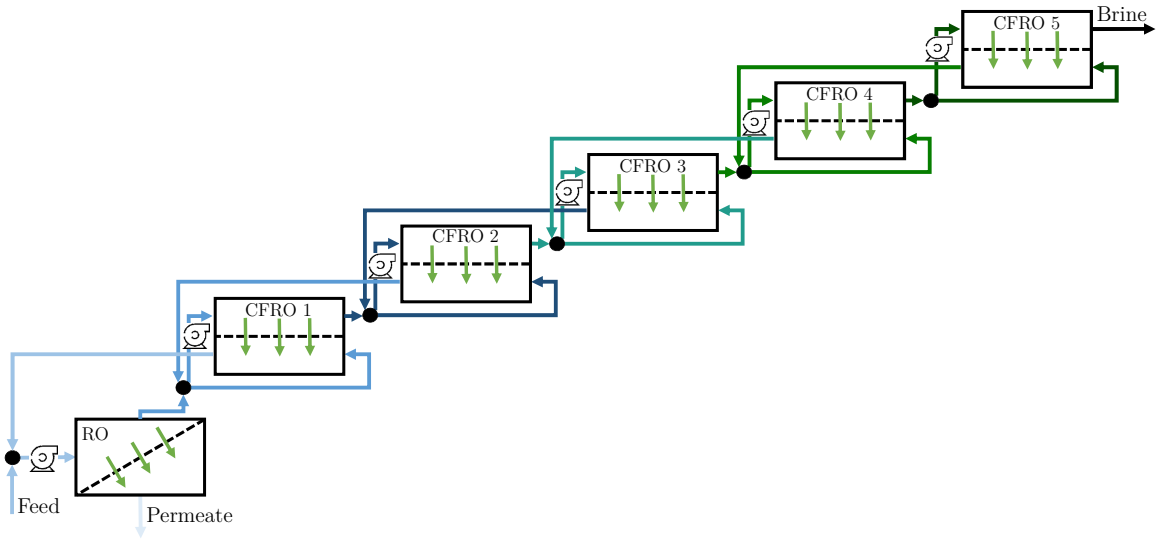 Brine
CFRO 5
CFRO 4
CFRO 3
CFRO 2
CFRO 1
RO
Feed
Permeate